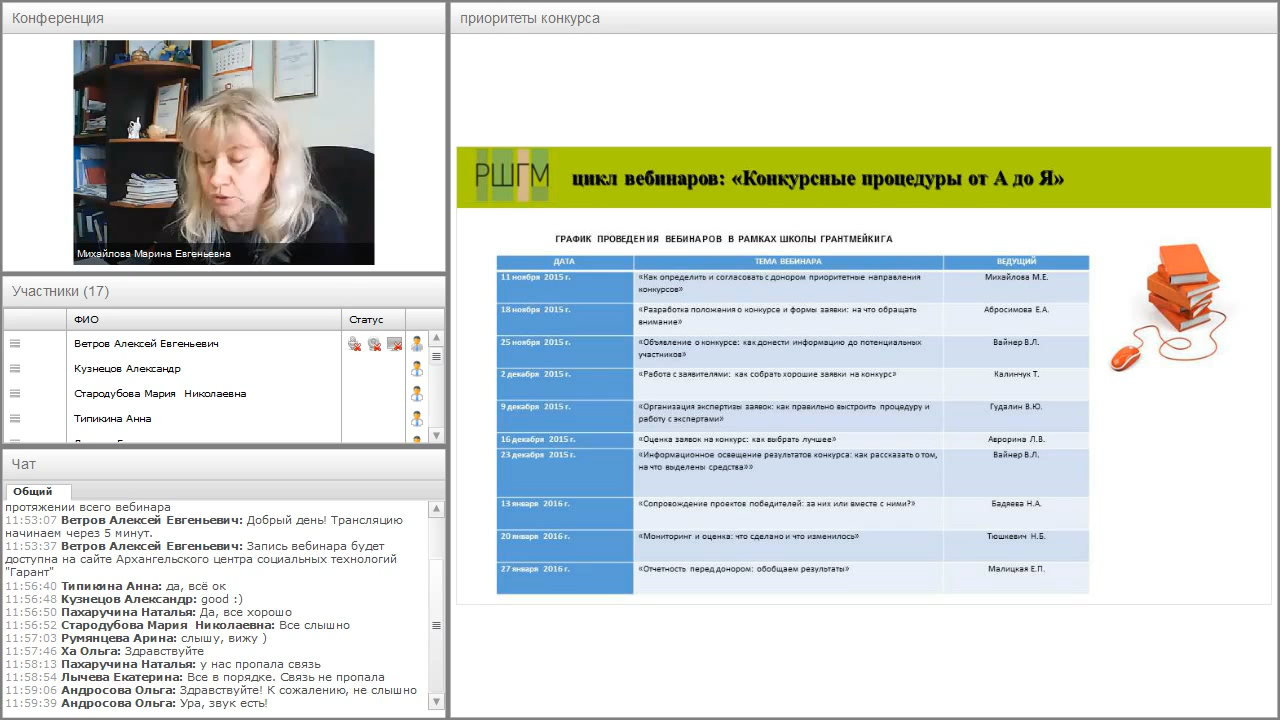 Конференция
Михайлова Марина Евгеньевна
Участники (17)
ФИО Статус
Ветров Алексей Евгеньевич
Кузнецов Александр
Стародубова Мария Николаевна
Типикина Анна
Чат
Общий
протяжении всего вебинара
11:53:07 Ветров Алексей Евгеньевич: Добрый день! Трансляцию
начинаем через 5 минут.
11:53:37 Ветров Алексей Евгеньевич: Запись вебинара будет
доступна на сайте Архангельского центра социальных технологий
"Гарант"
11:56:40 Типикина Анна: да, всё ок
11:56:48 Кузнецов Александр: good :)
11:56:50 Пахаручина Наталья: Да, все хорошо
11:56:52 Стародубова Мария Николаевна: Все слышно
11:57:03 Румянцева Арина: слышу, вижу )
11:57:46 Ха Ольга: Здравствуйте
11:58:13 Пахаручина Наталья: у нас пропала связь
11:58:54 Лычева Екатерина: Все в порядке. Связь не пропала
11:59:06 Андросова Ольга: Здравствуйте! К сожалению, не слышно
11:59:39 Андросова Ольга: Ура, звук есть!
приоритеты конкурса
РШГМ цикл вебинаров: «Конкурсные процедуры от А до Я»
ГРАФИК ПРОВЕДЕНИЯ ВЕБИНАРОВ В РАМКАХ ШКОЛЫ ГРАНТМЕЙКИГА
ДАТА ТЕМА ВЕБИНАРА ВЕДУЩИЙ
11 ноября 2015 г. «Как определить и согласовать с донором приоритетные направления Михайлова М.Е.
конкурсов»
18 ноября 2015 г. «Разработка положения о конкурсе и формы заявки: на что обращать Абросимова Е.А.
внимание»
25 ноября 2015 г. «Объявление о конкурсе: как донести информацию до потенциальных Вайнер В.Л.
участников»
2 декабря 2015 г. «Работа с заявителями: как собрать хорошие заявки на конкурс» Калинчук Т.
9 декабря 2015 г. «Организация экспертизы заявок: как правильно выстроить процедуру и Гудалин В.Ю.
работу с экспертами»
16 декабря 2015 г. «Оценка заявок на конкурс: как выбрать лучшее» Аврорина Л.В.
23 декабря 2015 г. «Информационное освещение результатов конкурса: как рассказать о том, Вайнер В.Л.
на что выделены средства»»
13 января 2016 г. «Сопровождение проектов победителей: за них или вместе с ними?» Бадяева Н.А.
20 января 2016 г. «Мониторинг и оценка: что сделано и что изменилось» Тюшкевич Н.Б.
27 января 2016 г. «Отчетность перед донором: обобщаем результаты» Малицкая Е.П.